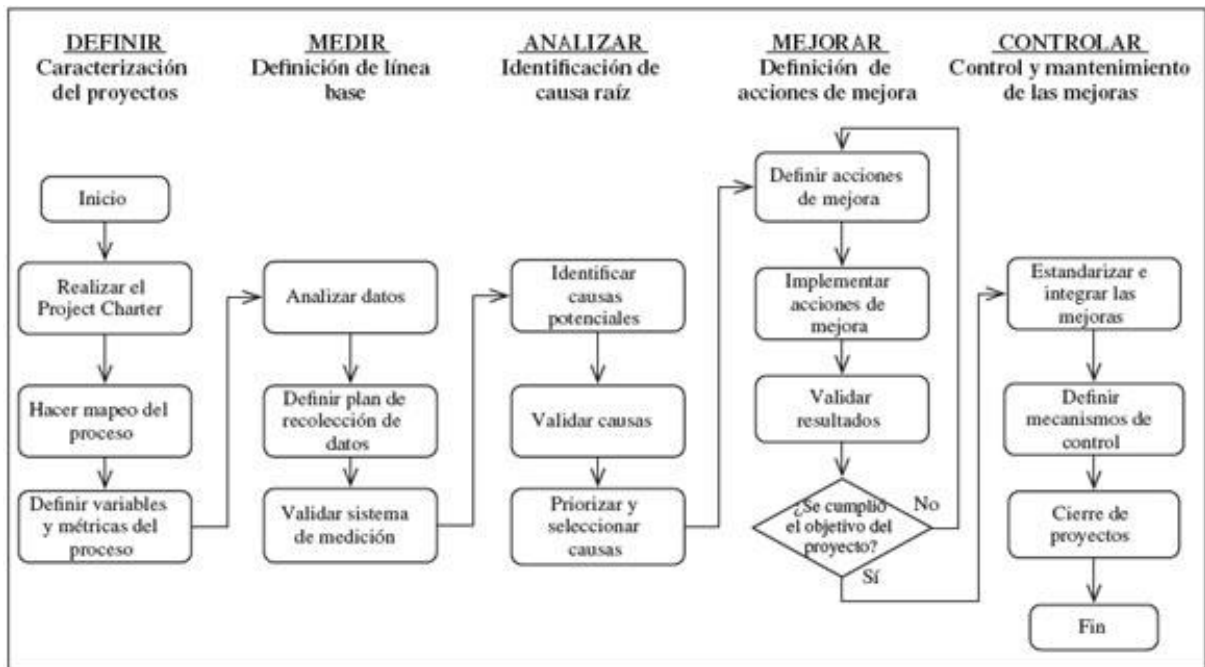 DEFINIR
Caracterización
del proyectos
Inicio
Realizar el
Project Charter
Hacer mapeo del
proceso
Definir variables
y métricas del
proceso
MEDIR
Definición de línea
base
Analizar datos
Definir plan de
recolección de
datos
Validar sistema
de medición
ANALIZAR
Identificación de
causa raíz
Identificar
causas
potenciales
Validar causas
Priorizar y
seleccionar
causas
MEJORAR
Definición de
acciones de mejora
Definir acciones
de mejora
Implementar
acciones de
mejora
Validar
resultados
¿Se cumplió
el objetivo del
proyecto?
No
Sí
CONTROLAR
Control y mantenimiento
de las mejoras
Estandarizar e
integrar las
mejoras
Definir
mecanismos de
control
Cierre de
proyectos
Fin